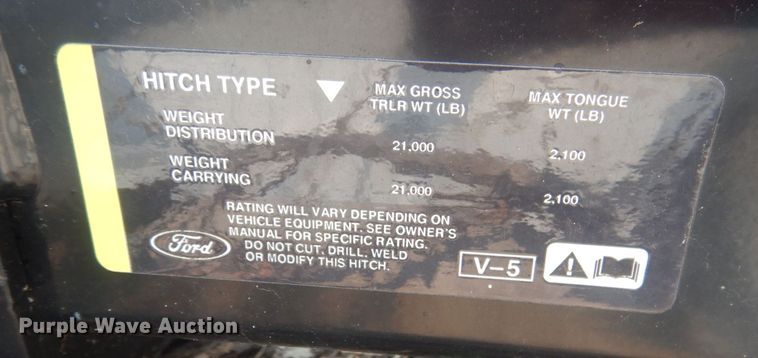 HITCH TYPE
MAX GROSS
TRLR WT (LB)
MAX TONGUE
WT (LB)
WEIGHT
DISTRIBUTION
21,000
2,100
WEIGHT
CARRYING
21,000
2,100
RATING WILL VARY DEPENDING ON
VEHICLE EQUIPMENT. SEE OWNER'S
MANUAL FOR SPECIFIC RATING.
DO NOT CUT, DRILL, WELD
OR MODIFY THIS HITCH.
Ford
V-5
Purple Wave Auction